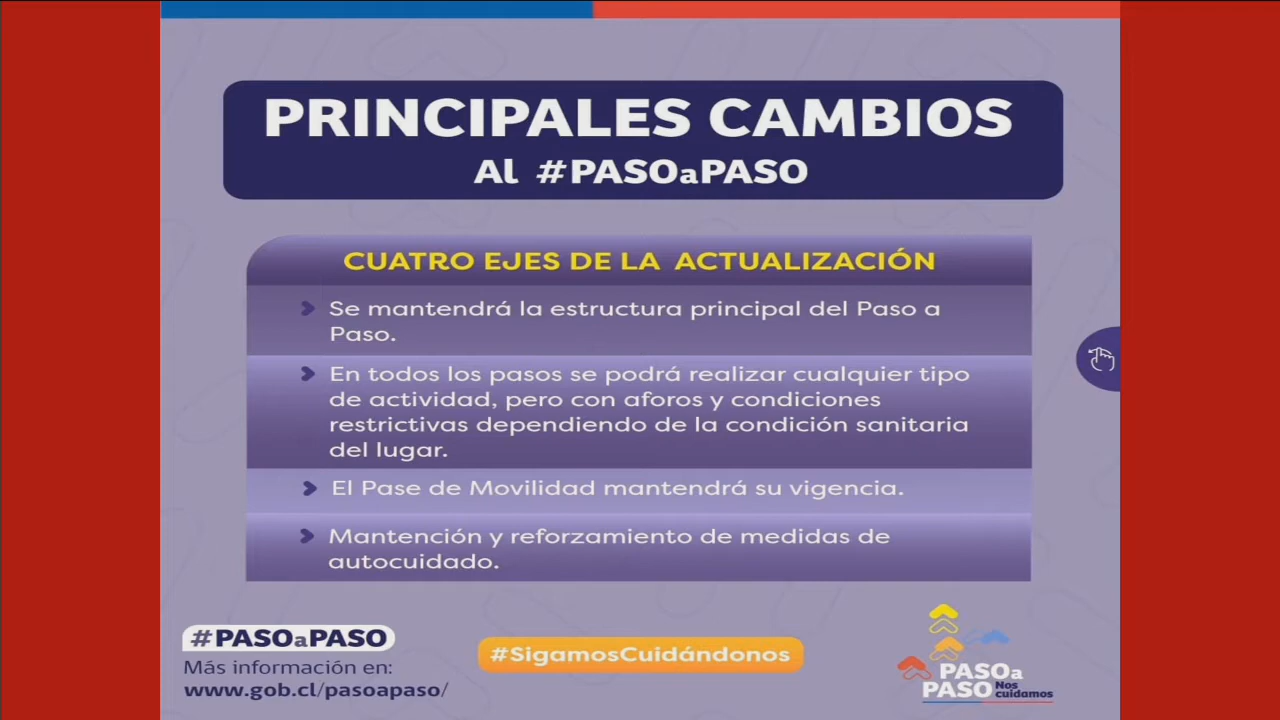 PRINCIPALES CAMBIOS
Al #PASOaPASO
CUATRO EJES DE LA ACTUALIZACIÓN
Se mantendrá la estructura principal del Paso a
Paso.
En todos los pasos se podrá realizar cualquier tipo
de actividad, pero con aforos y condiciones
restrictivas dependiendo de la condición sanitaria
del lugar.
El Pase de Movilidad mantendrá su vigencia.
Mantención y reforzamiento de medidas de
autocuidado.
#PASOaPASO
Más información en:
www.gob.cl/pasoapaso/
#SigamosCuidándonos
PASOa
PASO Nos
cuidamos